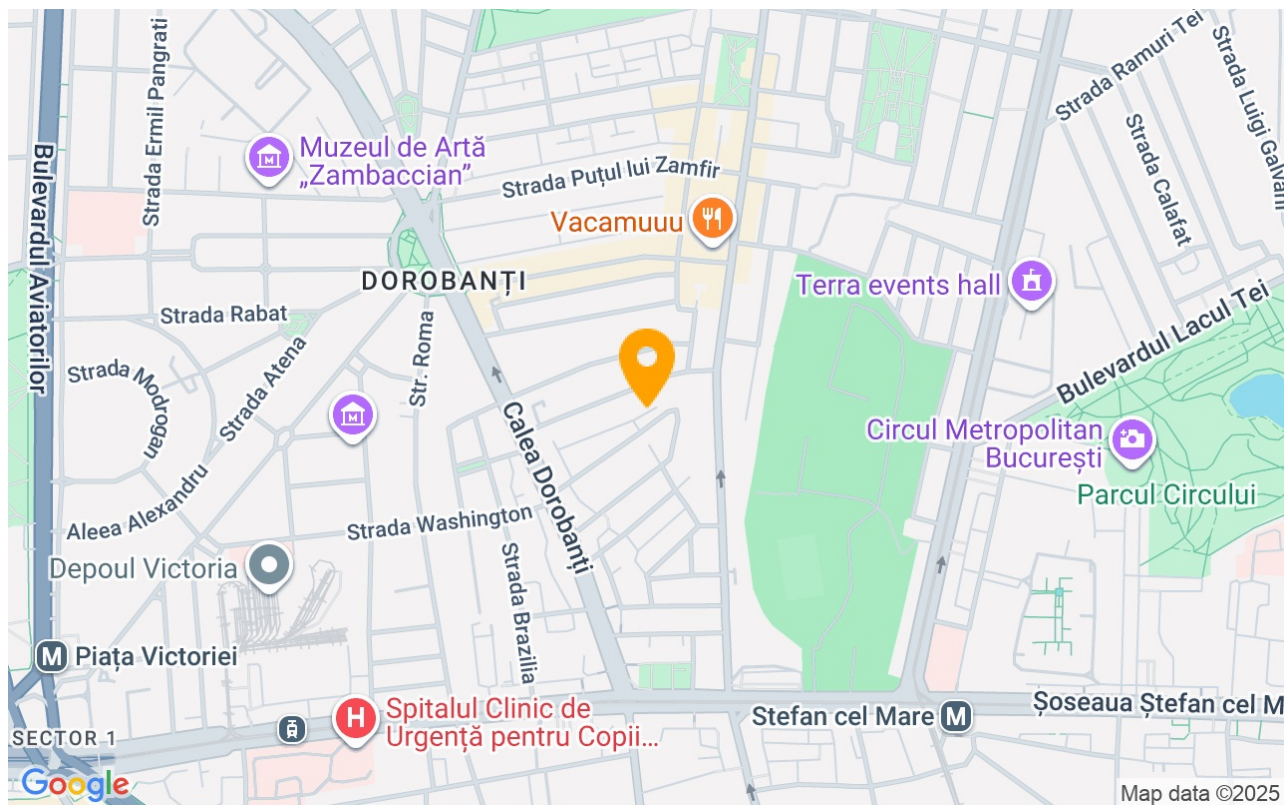 Strada Ermil Pangrati
Strada Ramuri Tei
Strada Luigi Galvani
Muzeul de Artă
„Zambaccian”
Strada Puțul lui Zamfir
Strada Calafat
Bulevardul Aviatorilor
Vacamuuu
DOROBANȚI
Terra events hall
Strada Rabat
Bulevardul Lacul Tei
Strada Modrogan
Strada Atena
Str. Roma
Calea Dorobanți
Circul Metropolitan
București
Parcul Circului
Aleea Alexandru
Strada Washington
Depoul Victoria
Strada Brazilia
M Piața Victoriei
H
Spitalul Clinic de
Urgență pentru Copii...
Ștefan cel Mare M
Șoseaua Ștefan cel M
SECTOR 1
Google
Map data ©2025